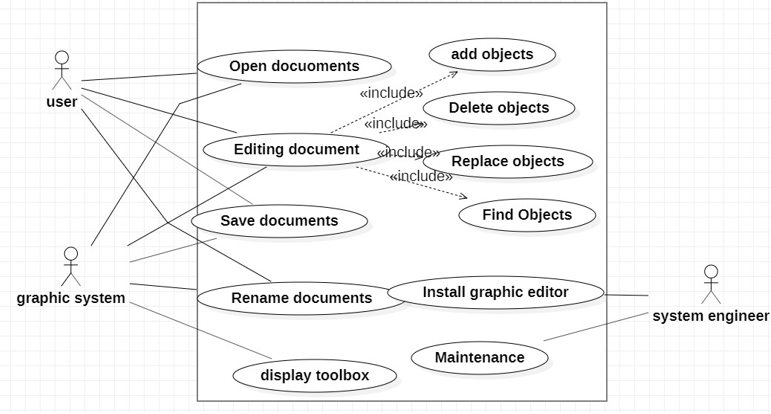 add objects
Open docuoments
«include»
user
Delete objects
«include»
Editing document
«include»
Replace objects
«include»
Save documents
Find Objects
graphic system
Rename documents
Install graphic editor
system engineer
Maintenance
display toolbox